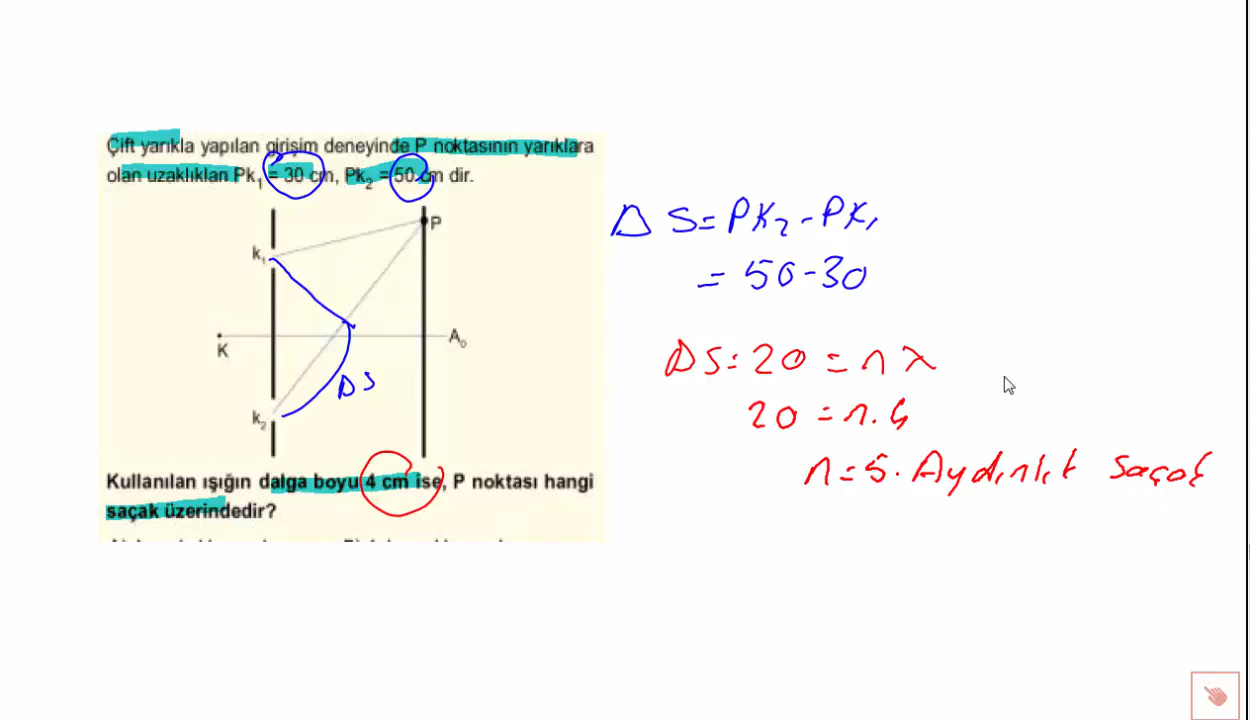 Çift yarıkla yapılan girişim deneyinde P noktasının yarıklara
olan uzaklıkları Pk₁ = 30 cm, Pk₂ = 50 cm dir.
P
k₁
K
A₀
k₂
ΔS
Kullanılan ışığın dalga boyu 4 cm ise, P noktası hangi
saçak üzerindedir?
ΔS = PK₂ - PK₁
= 50 - 30
ΔS = 20 = n λ
20 = n.4
n = 5. Aydınlık saçak